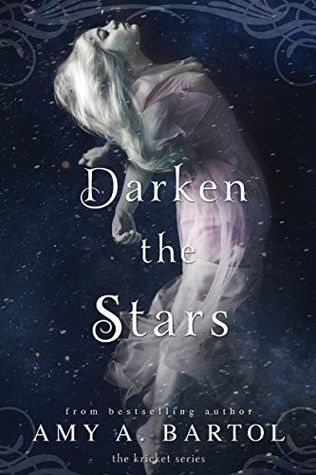 Darken
the
Stars
from bestselling author
AMY A. BARTOL
the kricket series